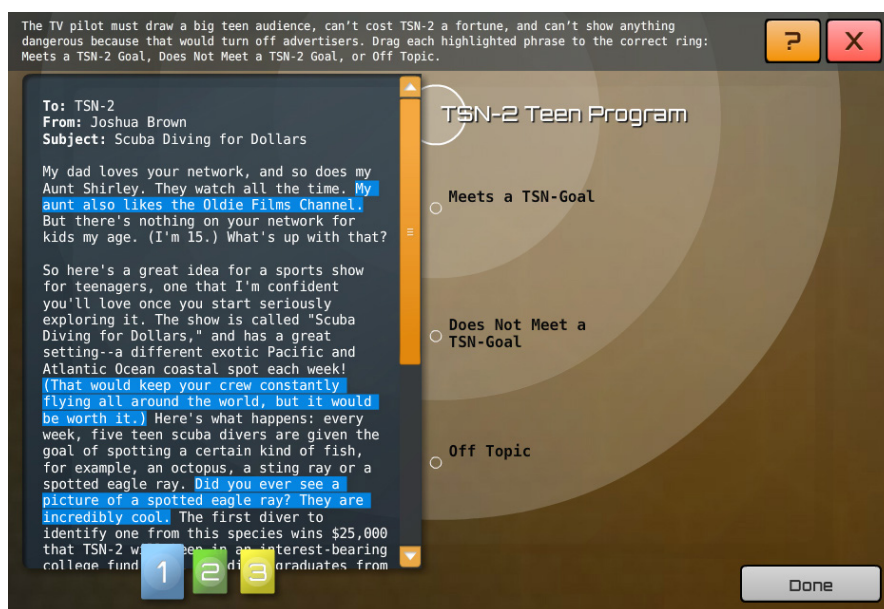 The TV pilot must draw a big teen audience, can't cost TSN-2 a fortune, and can't show anything
dangerous because that would turn off advertisers. Drag each highlighted phrase to the correct ring:
Meets a TSN-2 Goal, Does Not Meet a TSN-2 Goal, or Off Topic.
?
X
To: TSN-2
From: Joshua Brown
Subject: Scuba Diving for Dollars
My dad loves your network, and so does my
Aunt Shirley. They watch all the time. My
aunt also likes the Oldie Films Channel.
But there's nothing on your network for
kids my age. (I'm 15.) What's up with that?
So here's a great idea for a sports show
for teenagers, one that I'm confident
you'll love once you start seriously
exploring it. The show is called "Scuba
Diving for Dollars," and has a great
setting--a different exotic Pacific and
Atlantic Ocean coastal spot each week!
(That would keep your crew constantly
flying all around the world, but it would
be worth it.) Here's what happens: every
week, five teen scuba divers are given the
goal of spotting a certain kind of fish,
for example, an octopus, a sting ray or a
spotted eagle ray. Did you ever see a
picture of a spotted eagle ray? They are
incredibly cool. The first diver to
identify one from this species wins $25,000
that TSN-2 interest-bearing
college fund graduates from
1
2
3
TSN-2 Teen Program
Meets a TSN-Goal
Does Not Meet a
TSN-Goal
Off Topic
Done